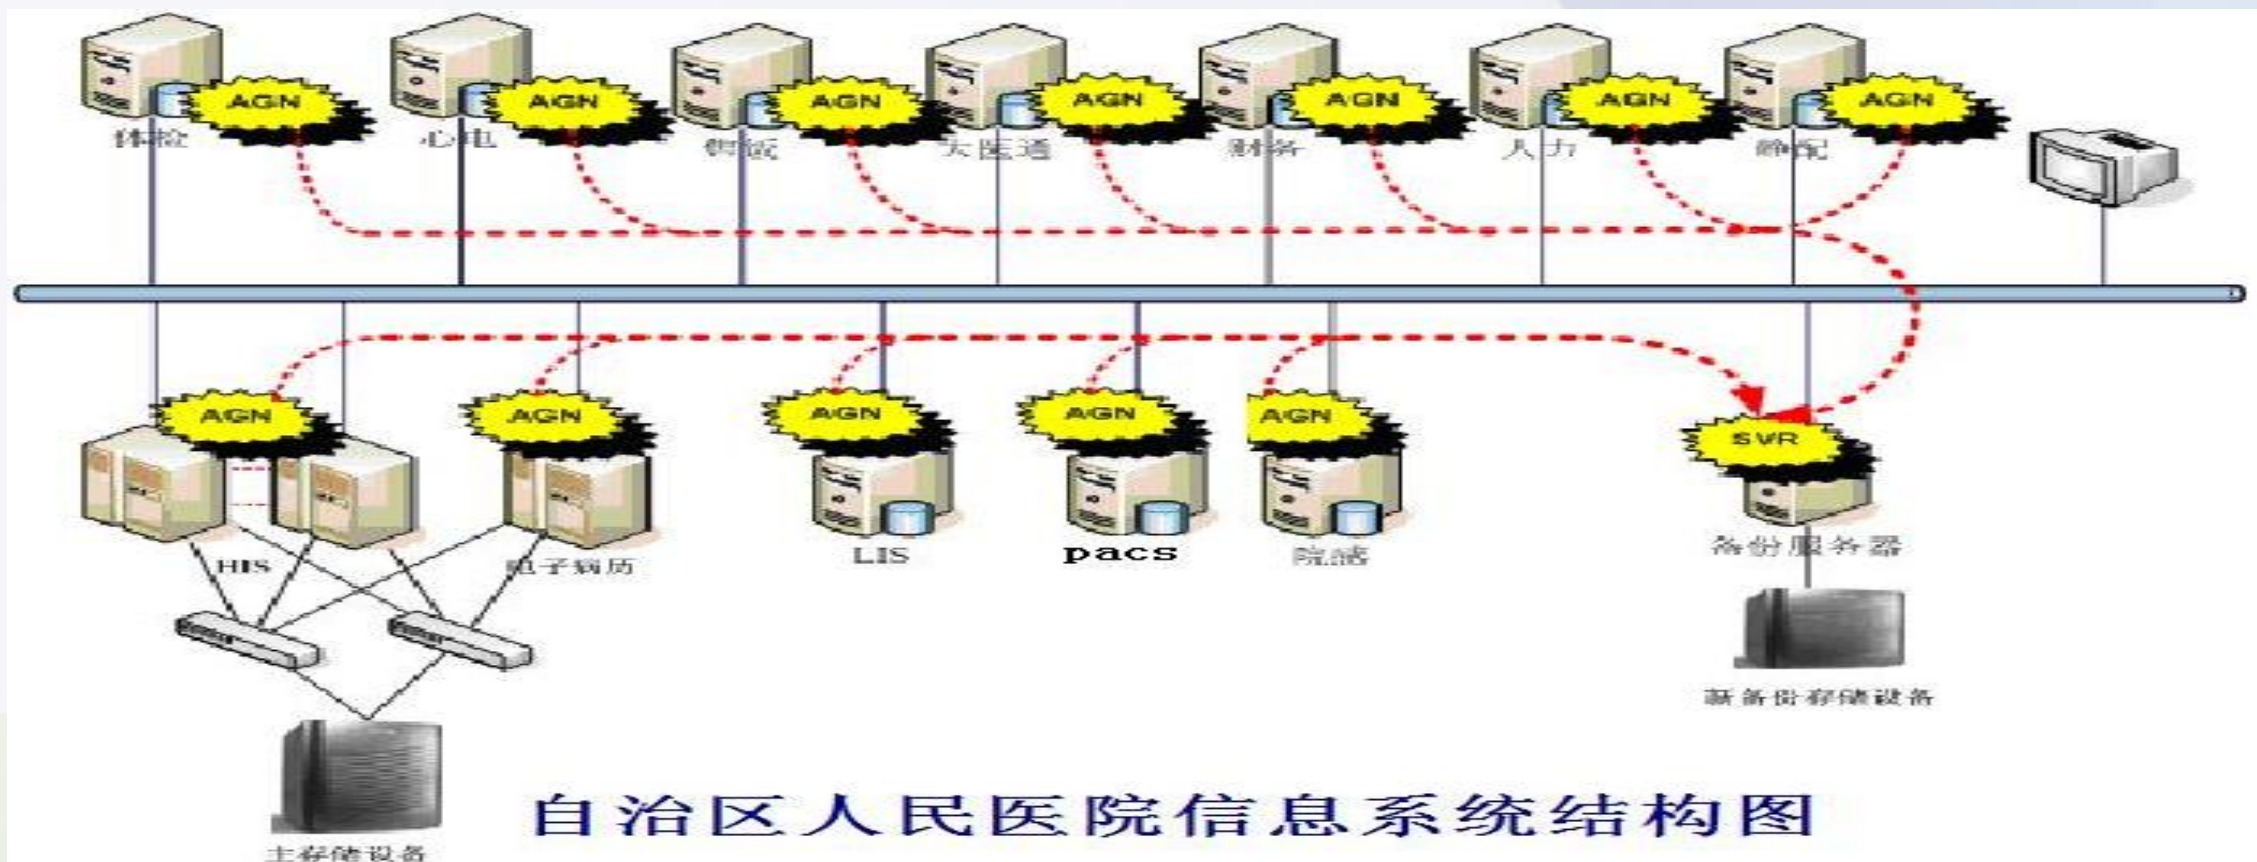 AGN AGN AGN AGN AGN AGN AGN
体检 心电 售饭 大医通 财务 人力 静配
AGN AGN AGN AGN AGN
SVR
HIS 电子病历 LIS pacs 院感 备份服务器
新备份存储设备
自治区人民医院信息系统结构图
主存储设备